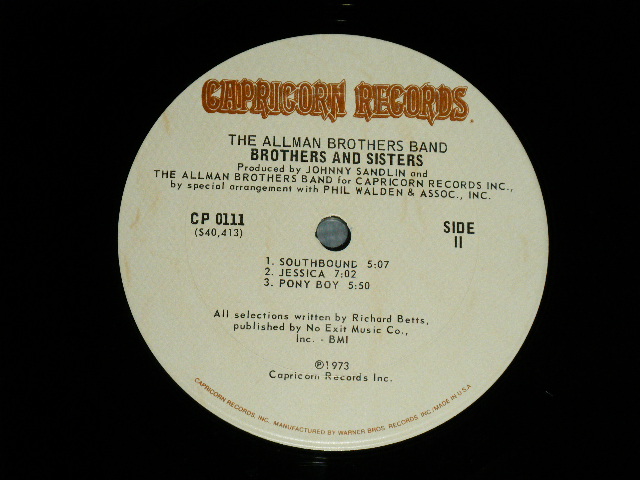 CAPRICORN RECORDS.
THE ALLMAN BROTHERS BAND
BROTHERS AND SISTERS
Produced by JOHNNY SANDLIN and
THE ALLMAN BROTHERS BAND for CAPRICORN RECORDS INC.,
by special arrangement with PHIL WALDEN & ASSOC., INC.
CP 0111
(S40,413)
SIDE
II
1. SOUTHBOUND 5:07
2. JESSICA 7:02
3. PONY BOY 5:50
All selections written by Richard Betts,
published by No Exit Music Co.,
Inc. - BMI
℗1973
Capricorn Records Inc.
CAPRICORN RECORDS, INC. MANUFACTURED BY WARNER BROS. RECORDS INC. MADE IN U.S.A.